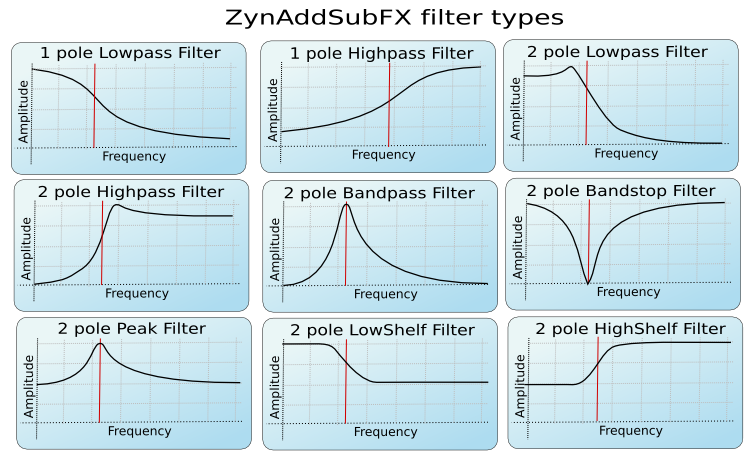 ZynAddSubFX filter types
1 pole Lowpass Filter
Amplitude
Frequency
1 pole Highpass Filter
Amplitude
Frequency
2 pole Lowpass Filter
Amplitude
Frequency
2 pole Highpass Filter
Amplitude
Frequency
2 pole Bandpass Filter
Amplitude
Frequency
2 pole Bandstop Filter
Amplitude
Frequency
2 pole Peak Filter
Amplitude
Frequency
2 pole LowShelf Filter
Amplitude
Frequency
2 pole HighShelf Filter
Amplitude
Frequency